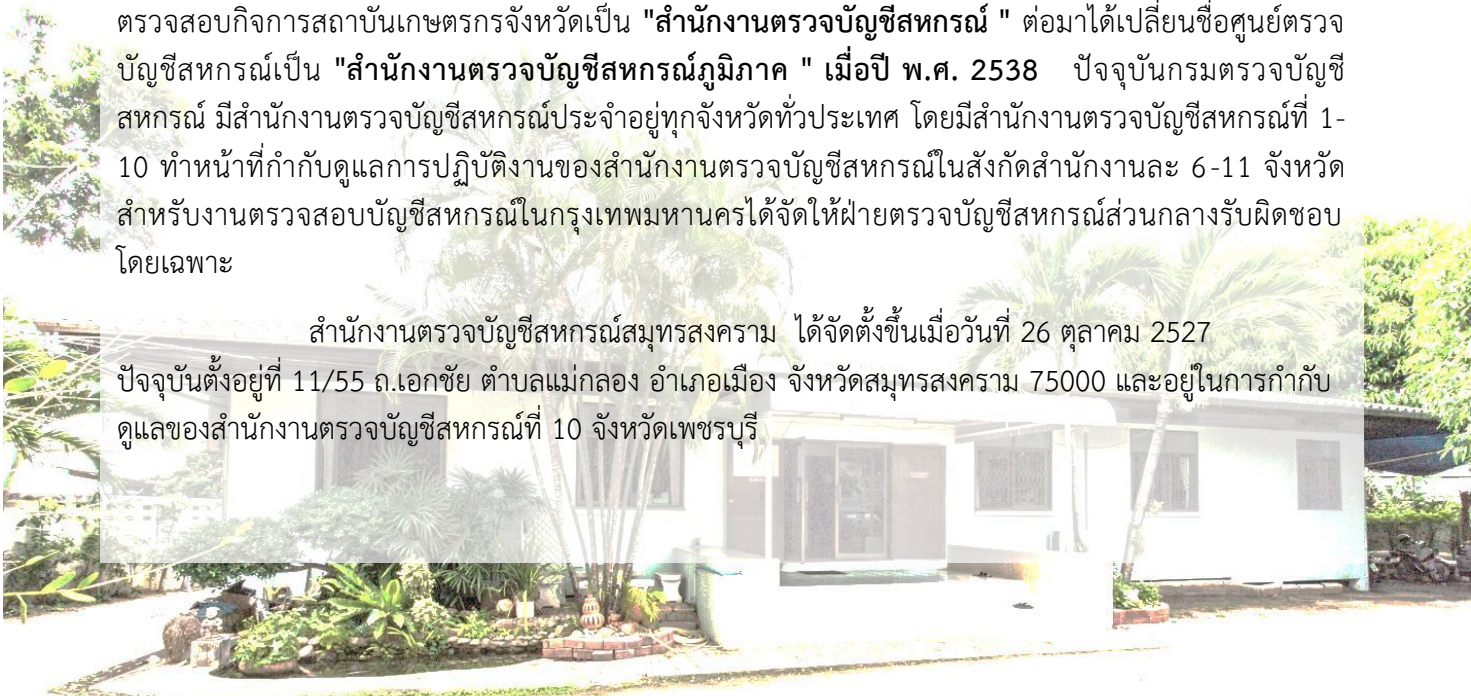 ตรวจสอบกิจการสถาบันเกษตรกรจังหวัดเป็น "สำนักงานตรวจบัญชีสหกรณ์ " ต่อมาได้เปลี่ยนชื่อศูนย์ตรวจ
บัญชีสหกรณ์เป็น "สำนักงานตรวจบัญชีสหกรณ์ภูมิภาค " เมื่อปี พ.ศ. 2538 ปัจจุบันกรมตรวจบัญชี
สหกรณ์ มีสำนักงานตรวจบัญชีสหกรณ์ประจำอยู่ทุกจังหวัดทั่วประเทศ โดยมีสำนักงานตรวจบัญชีสหกรณ์ที่ 1-
10 ทำหน้าที่กำกับดูแลการปฏิบัติงานของสำนักงานตรวจบัญชีสหกรณ์ในสังกัดสำนักงานละ 6-11 จังหวัด
สำหรับงานตรวจสอบบัญชีสหกรณ์ในกรุงเทพมหานครได้จัดให้ฝ่ายตรวจบัญชีสหกรณ์ส่วนกลางรับผิดชอบ
โดยเฉพาะ
สำนักงานตรวจบัญชีสหกรณ์สมุทรสงคราม ได้จัดตั้งขึ้นเมื่อวันที่ 26 ตุลาคม 2527
ปัจจุบันตั้งอยู่ที่ 11/55 ถ.เอกชัย ตำบลแม่กลอง อำเภอเมือง จังหวัดสมุทรสงคราม 75000 และอยู่ในการกำกับ
ดูแลของสำนักงานตรวจบัญชีสหกรณ์ที่ 10 จังหวัดเพชรบุรี